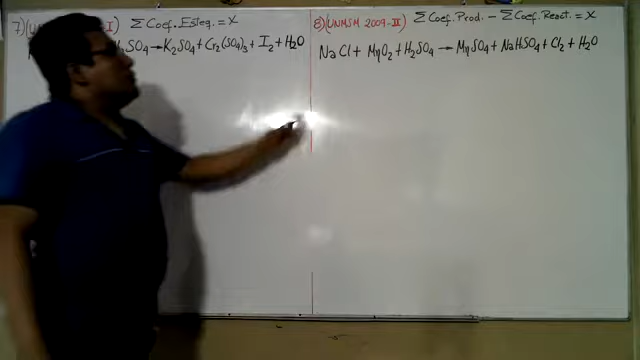 7)(UNMSM -I) Σ Coef.Esteq. = X
SO₄ → K₂SO₄ + Cr₂(SO₄)₃ + I₂ + H₂O
8)(UNMSM 2009-II) Σ Coef.Prod. - Σ Coef.React. = X
NaCl + MnO₂ + H₂SO₄ → MnSO₄ + NaHSO₄ + Cl₂ + H₂O